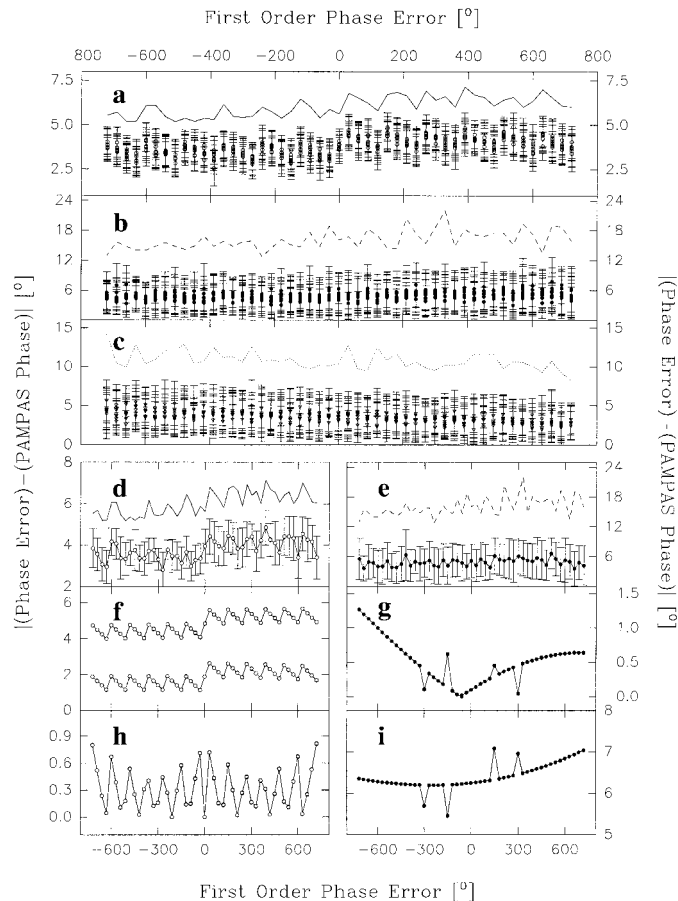 First Order Phase Error [°]
800 −600 −400 −200 0 200 400 600 800
7.5 a 7.5
5.0 5.0
2.5 2.5
24 24
18 b 18
12 12
6 6
15 15
10 c 10
5 5
0 0
|(Phase Error)−(PAMPAS Phase)| [°]
|(Phase Error) −(PAMPAS Phase)| [°]
8 d e 24
6 18
4 12
2 6
6 f g 1.5
4 1.0
2 0.5
0 0.0
0.9 h i 8
0.6 7
0.3 6
0.0 5
−600 −300 0 300 600 −600 −300 0 300 600
First Order Phase Error [°]